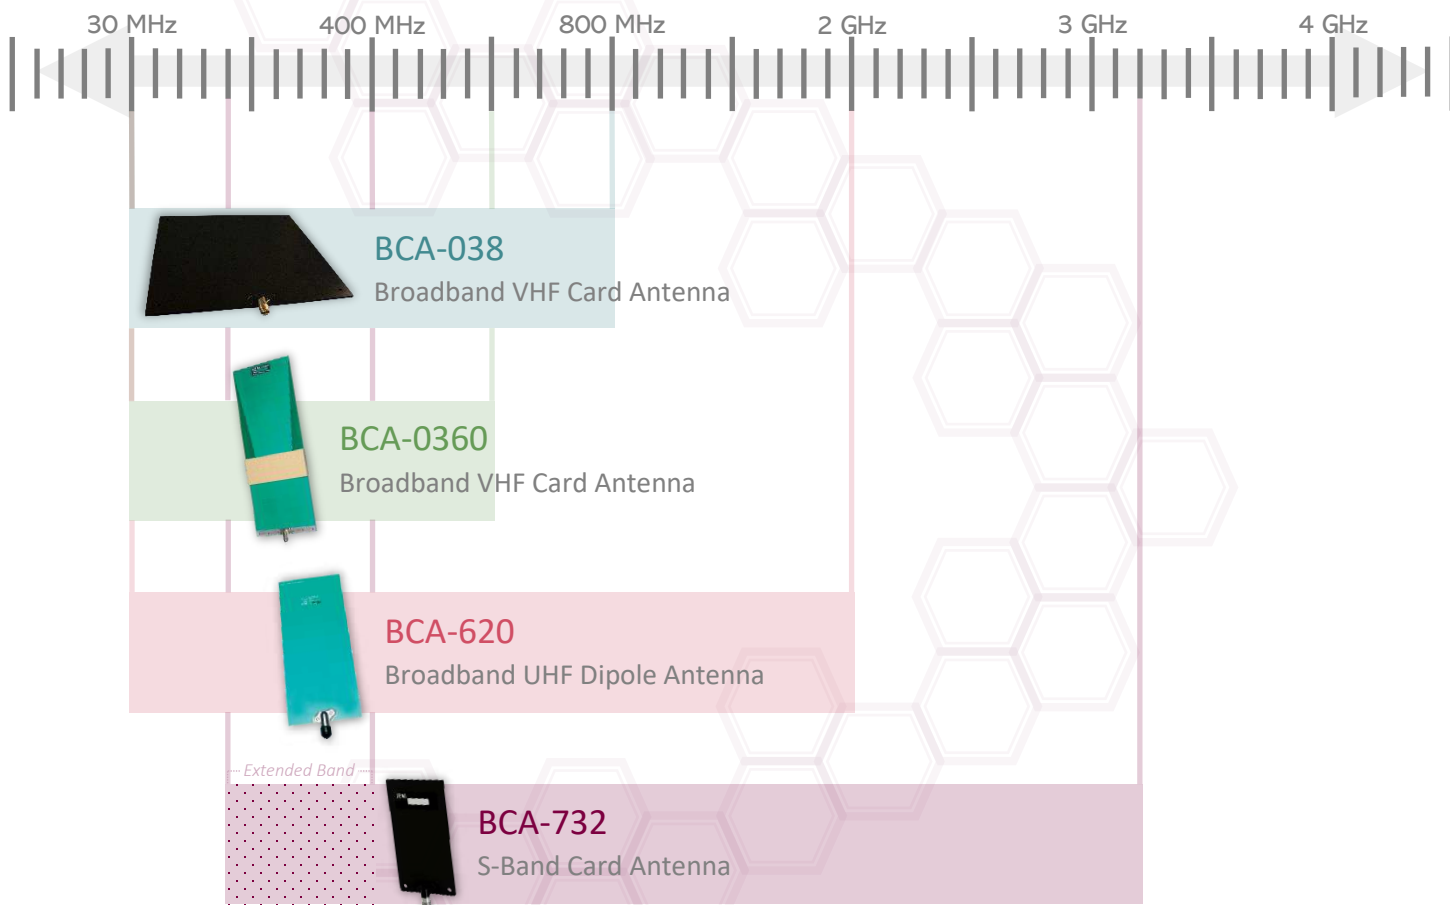 30 MHz 400 MHz 800 MHz 2 GHz 3 GHz 4 GHz
BCA-038
Broadband VHF Card Antenna
BCA-0360
Broadband VHF Card Antenna
BCA-620
Broadband UHF Dipole Antenna
Extended Band
BCA-732
S-Band Card Antenna